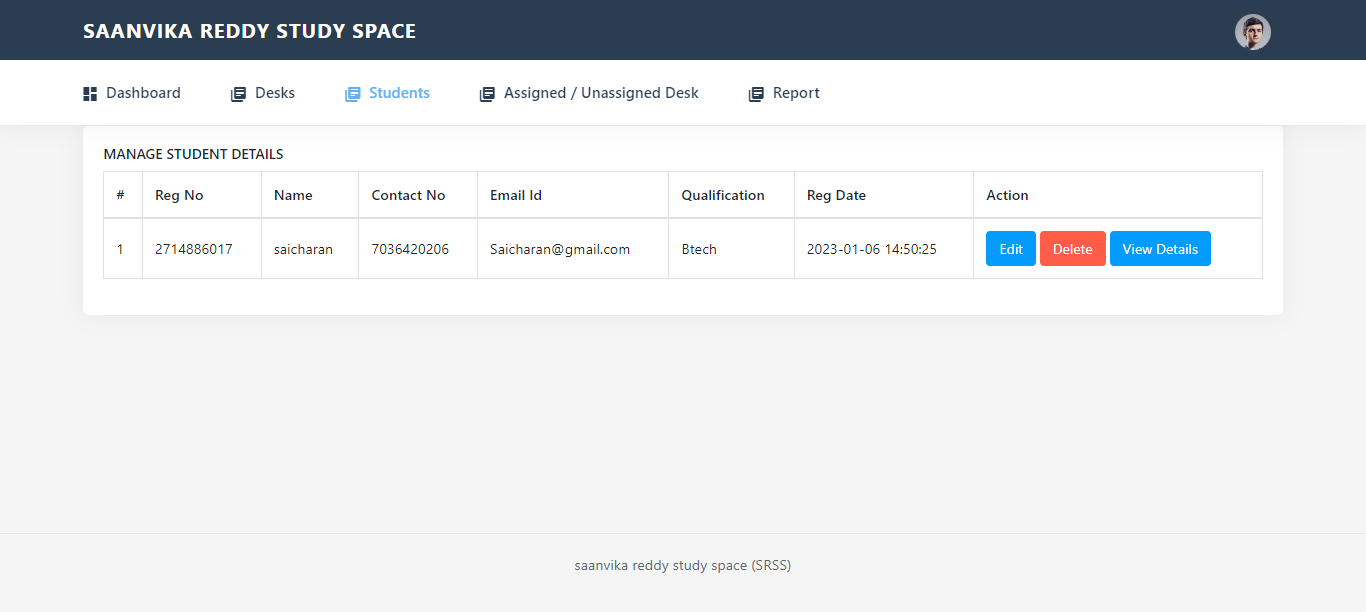 SAANVIKA REDDY STUDY SPACE
Dashboard Desks Students Assigned / Unassigned Desk Report
MANAGE STUDENT DETAILS
# Reg No Name Contact No Email Id Qualification Reg Date Action
1 2714886017 saicharan 7036420206 Saicharan@gmail.com Btech 2023-01-06 14:50:25 Edit Delete View Details
saanvika reddy study space (SRSS)